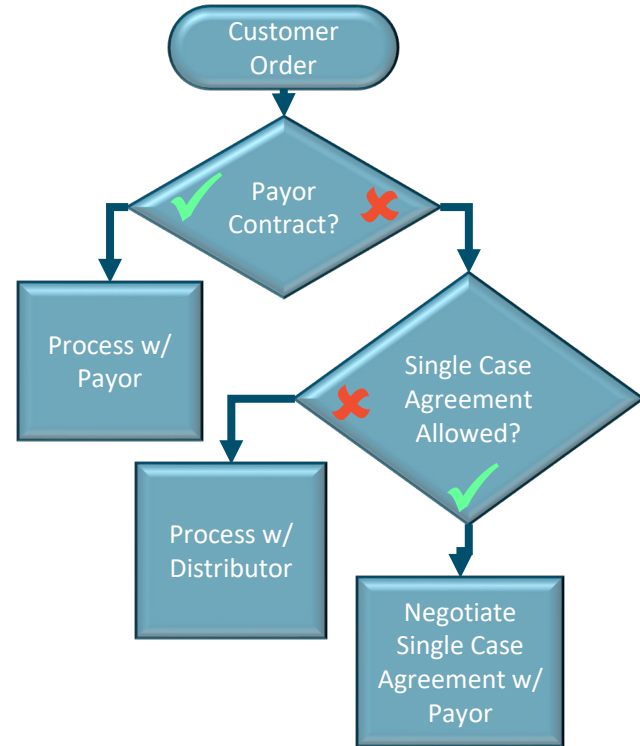 Customer
Order
Payor
Contract?
Process w/
Payor
Single Case
Agreement
Allowed?
Process w/
Distributor
Negotiate
Single Case
Agreement w/
Payor